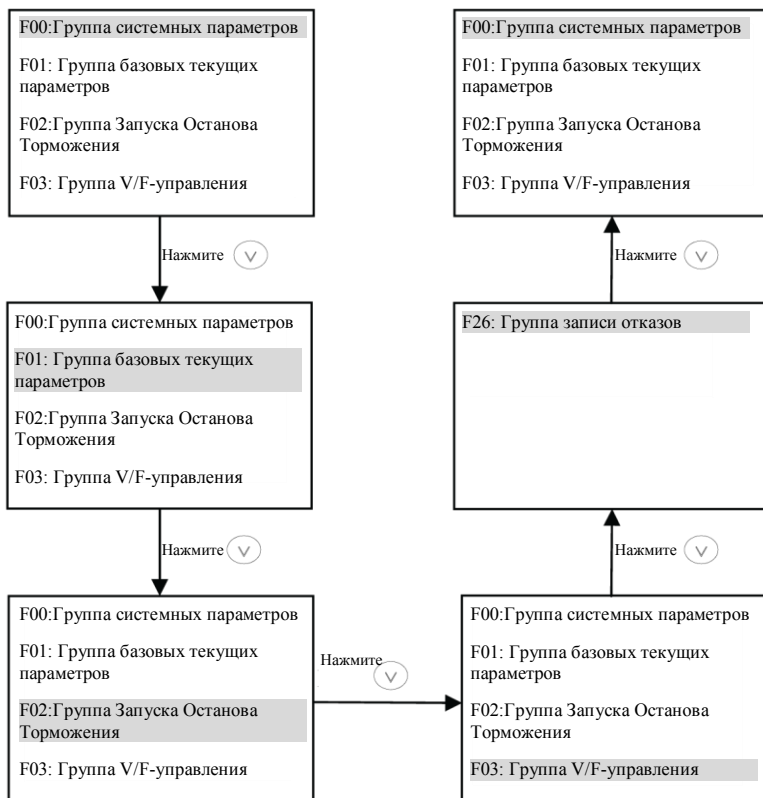 F00:Группа системных параметров
F01: Группа базовых текущих
параметров
F02:Группа Запуска Останова
Торможения
F03: Группа V/F-управления
Нажмите
F00:Группа системных параметров
F01: Группа базовых текущих
параметров
F02:Группа Запуска Останова
Торможения
F03: Группа V/F-управления
Нажмите
F00:Группа системных параметров
F01: Группа базовых текущих
параметров
F02:Группа Запуска Останова
Торможения
F03: Группа V/F-управления
Нажмите
F00:Группа системных параметров
F01: Группа базовых текущих
параметров
F02:Группа Запуска Останова
Торможения
F03: Группа V/F-управления
Нажмите
F26: Группа записи отказов
Нажмите
F00:Группа системных параметров
F01: Группа базовых текущих
параметров
F02:Группа Запуска Останова
Торможения
F03: Группа V/F-управления